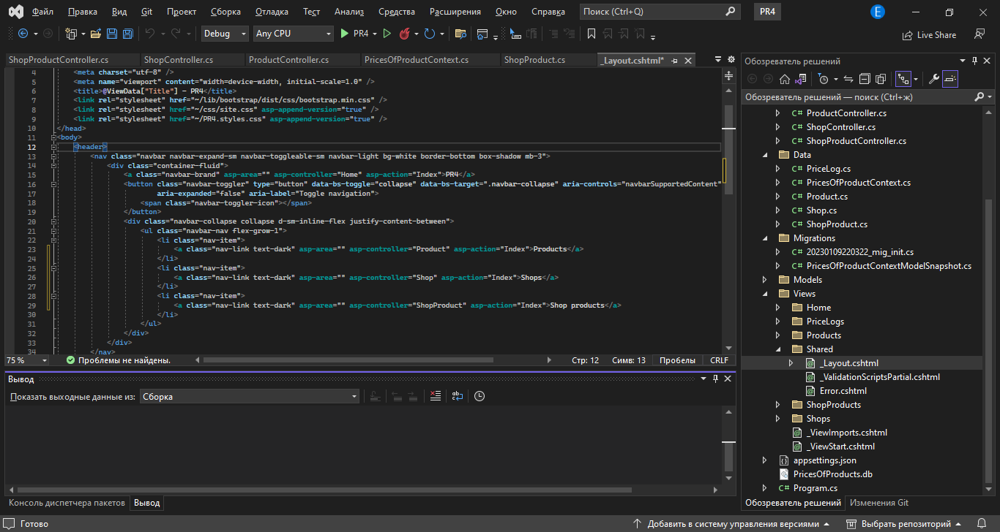 Файл Правка Вид Git Проект Сборка Отладка Тест Анализ Средства Расширения Окно Справка Поиск (Ctrl+Q) PR4 E
Debug Any CPU PR4 Live Share
ShopProductController.cs ShopController.cs ProductController.cs PricesOfProductContext.cs ShopProduct.cs _Layout.cshtml*
4 <meta charset="utf-8" />
5 <meta name="viewport" content="width=device-width, initial-scale=1.0" />
6 <title>@ViewData["Title"] - PR4</title>
7 <link rel="stylesheet" href="~/lib/bootstrap/dist/css/bootstrap.min.css" />
8 <link rel="stylesheet" href="~/css/site.css" asp-append-version="true" />
9 <link rel="stylesheet" href="~/PR4.styles.css" asp-append-version="true" />
10 </head>
11 <body>
12 <header>
13 <nav class="navbar navbar-expand-sm navbar-toggleable-sm navbar-light bg-white border-bottom box-shadow mb-3">
14 <div class="container-fluid">
15 <a class="navbar-brand" asp-area="" asp-controller="Home" asp-action="Index">PR4</a>
16 <button class="navbar-toggler" type="button" data-bs-toggle="collapse" data-bs-target=".navbar-collapse" aria-controls="navbarSupportedContent"
17 aria-expanded="false" aria-label="Toggle navigation">
18 <span class="navbar-toggler-icon"></span>
19 </button>
20 <div class="navbar-collapse collapse d-sm-inline-flex justify-content-between">
21 <ul class="navbar-nav flex-grow-1">
22 <li class="nav-item">
23 <a class="nav-link text-dark" asp-area="" asp-controller="Product" asp-action="Index">Products</a>
24 </li>
25 <li class="nav-item">
26 <a class="nav-link text-dark" asp-area="" asp-controller="Shop" asp-action="Index">Shops</a>
27 </li>
28 <li class="nav-item">
29 <a class="nav-link text-dark" asp-area="" asp-controller="ShopProduct" asp-action="Index">Shop products</a>
30 </li>
31 </ul>
32 </div>
33 </div>
34 </nav>
75 % Проблемы не найдены. Стр: 12 Симв: 13 Пробелы CRLF
Вывод
Показать выходные данные из: Сборка
Консоль диспетчера пакетов Вывод
Обозреватель решений
Обозреватель решений — поиск (Ctrl+ж)
C# ProductController.cs
C# ShopController.cs
C# ShopProductController.cs
Data
C# PriceLog.cs
C# PricesOfProductContext.cs
C# Product.cs
C# Shop.cs
C# ShopProduct.cs
Migrations
C# 20230109220322_mig_init.cs
C# PricesOfProductContextModelSnapshot.cs
Models
Views
Home
PriceLogs
Products
Shared
_Layout.cshtml
_ValidationScriptsPartial.cshtml
Error.cshtml
ShopProducts
Shops
_ViewImports.cshtml
_ViewStart.cshtml
appsettings.json
PricesOfProducts.db
C# Program.cs
Обозреватель решений Изменения Git
Готово Добавить в систему управления версиями Выбрать репозиторий